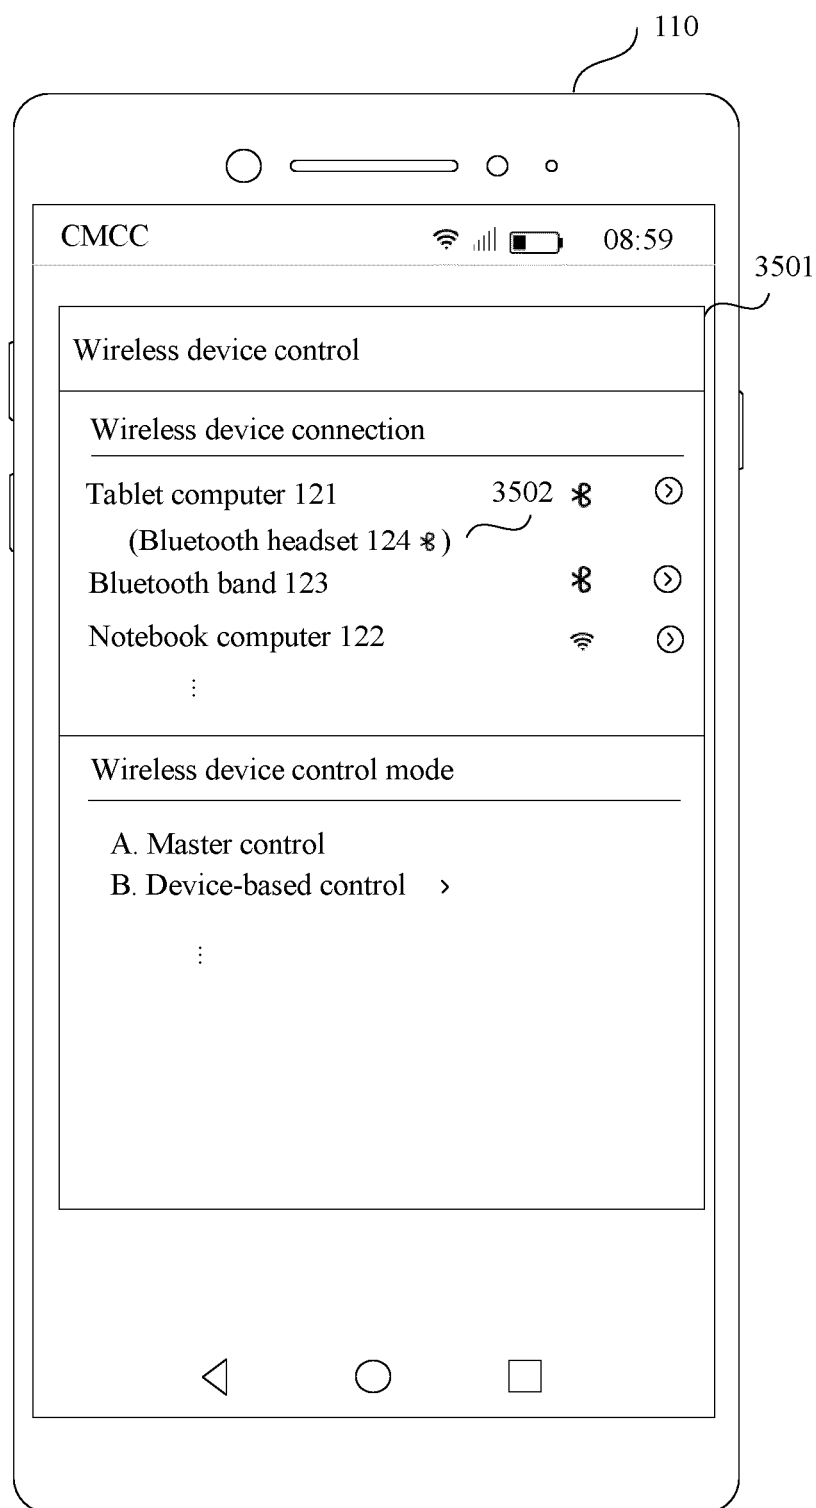 110
CMCC 08:59
3501
Wireless device control
Wireless device connection
Tablet computer 121 3502
(Bluetooth headset 124 )
Bluetooth band 123
Notebook computer 122
⋮
Wireless device control mode
A. Master control
B. Device-based control >
⋮